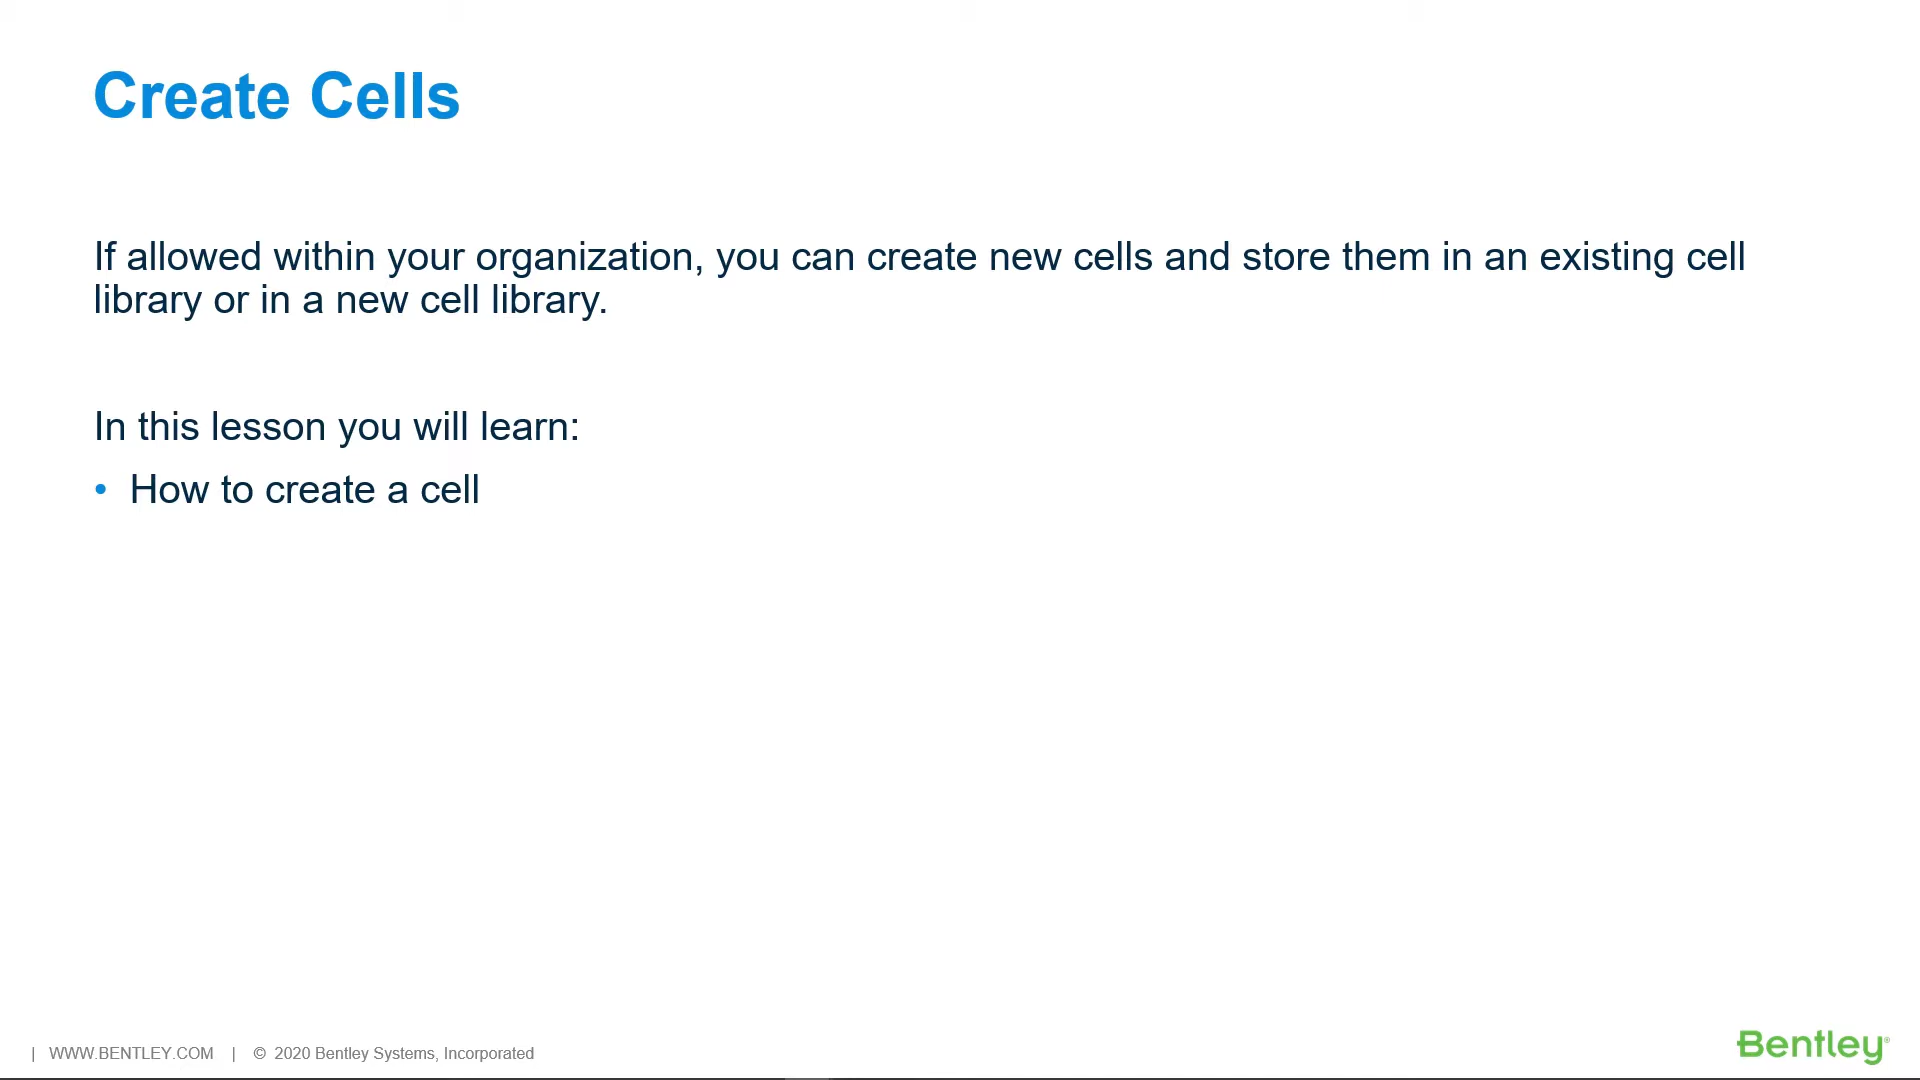 Create Cells
If allowed within your organization, you can create new cells and store them in an existing cell
library or in a new cell library.
In this lesson you will learn:
• How to create a cell
| WWW.BENTLEY.COM | © 2020 Bentley Systems, Incorporated
Bentley®